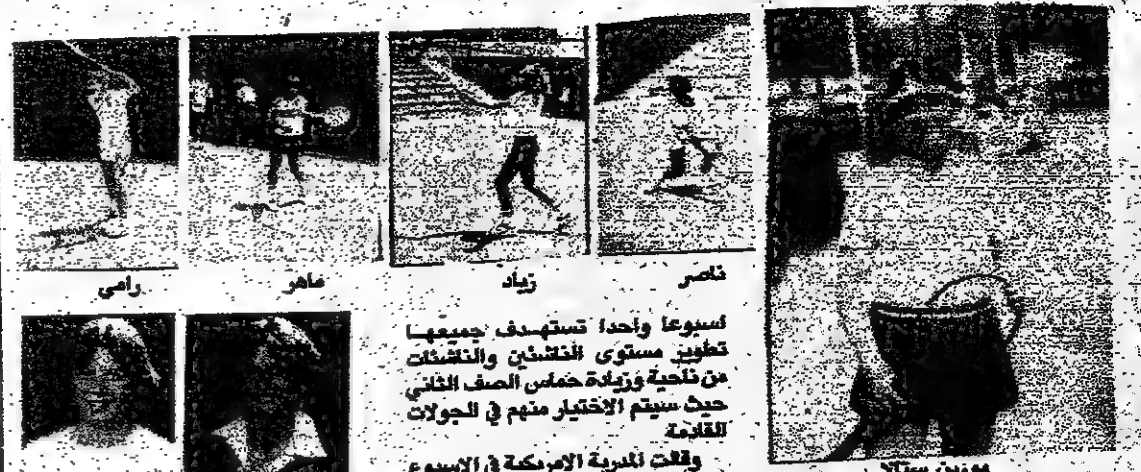 ناصر
زياد
ماهر
رامي
اسبوعا واحدا تستهدف جميعها
تطوير مستوى الناشئين والناشئات
من ناحية وزيادة حماس الصف الثاني
حيث سيتم الاختيار منهم في الجولات
القادمة
وقالت المدربة الامريكية في الاسبوع